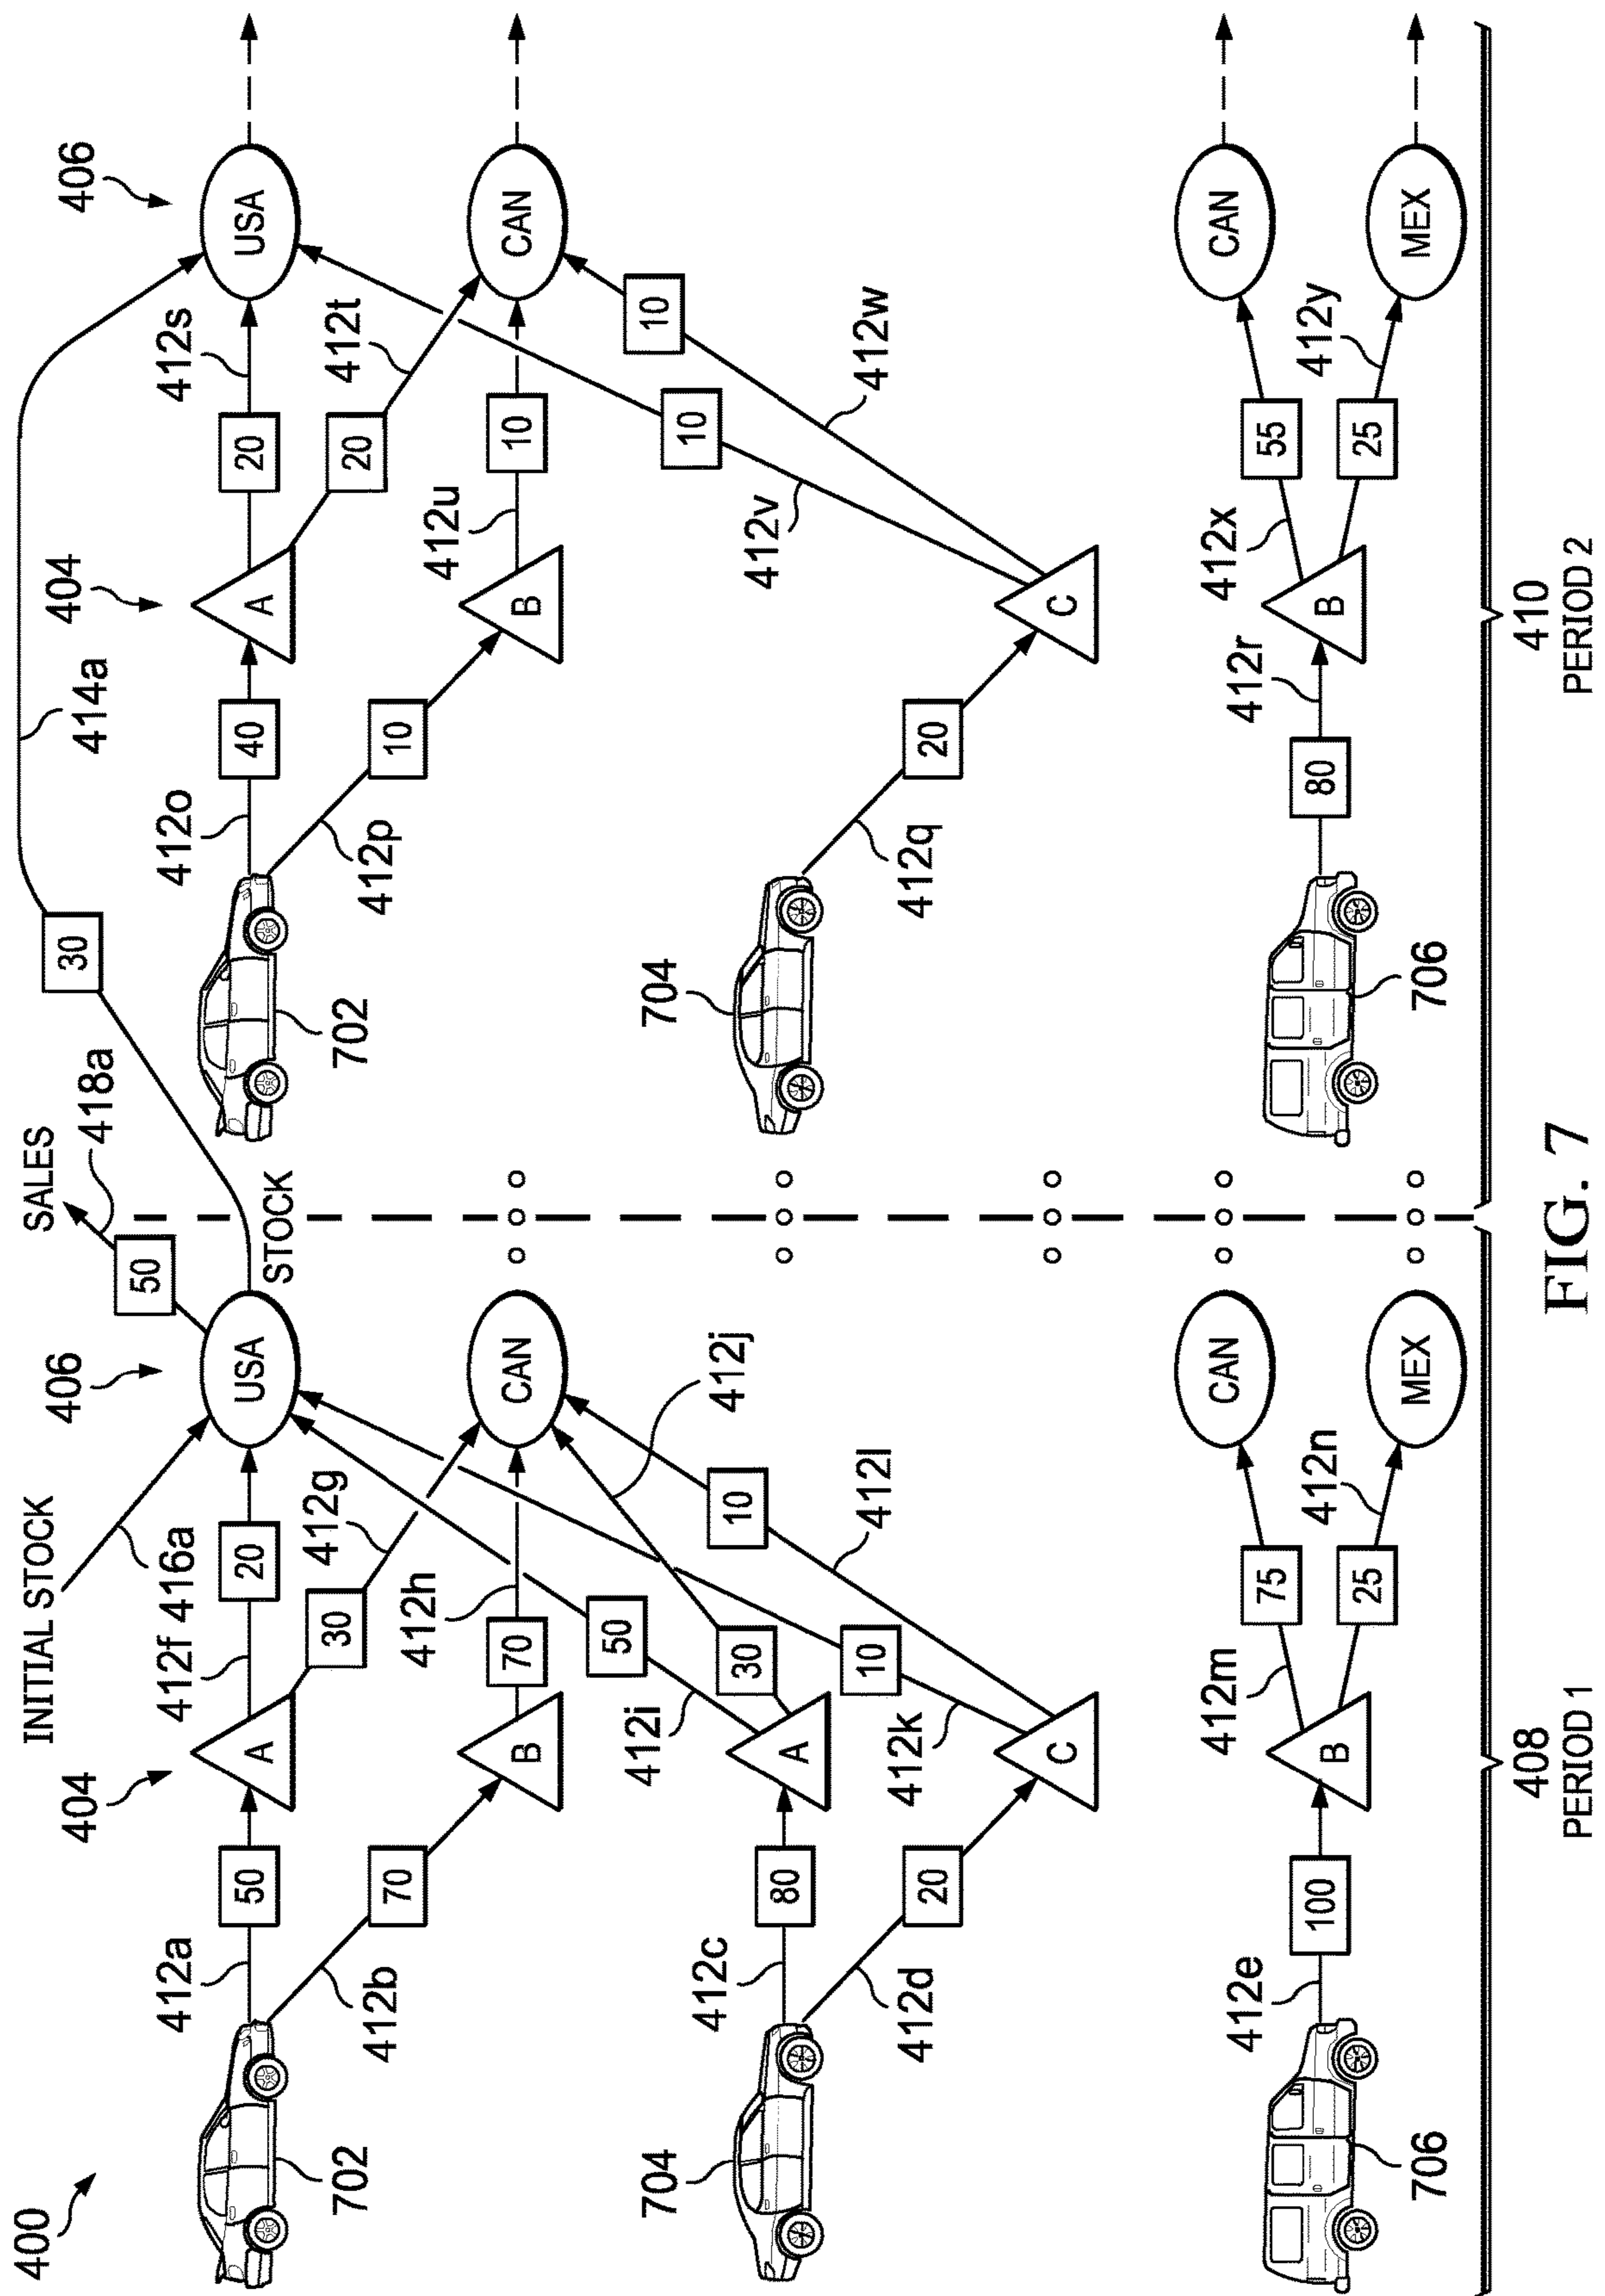 400
INITIAL STOCK
416a
SALES
418a
50
30
414a
404
406
404
406
702
412a
50
A
412f
20
USA
STOCK
702
412o
40
A
20
412s
USA
412b
70
B
30
412g
412h
70
CAN
412p
10
B
20
412t
412u
10
CAN
704
412c
80
A
412i
50
30
412j
704
412d
20
C
412k
10
10
412l
412q
20
C
412v
10
10
412w
706
412e
100
B
412m
75
CAN
25
412n
MEX
706
80
412r
B
412x
55
CAN
25
412y
MEX
408
PERIOD 1
410
PERIOD 2
FIG. 7